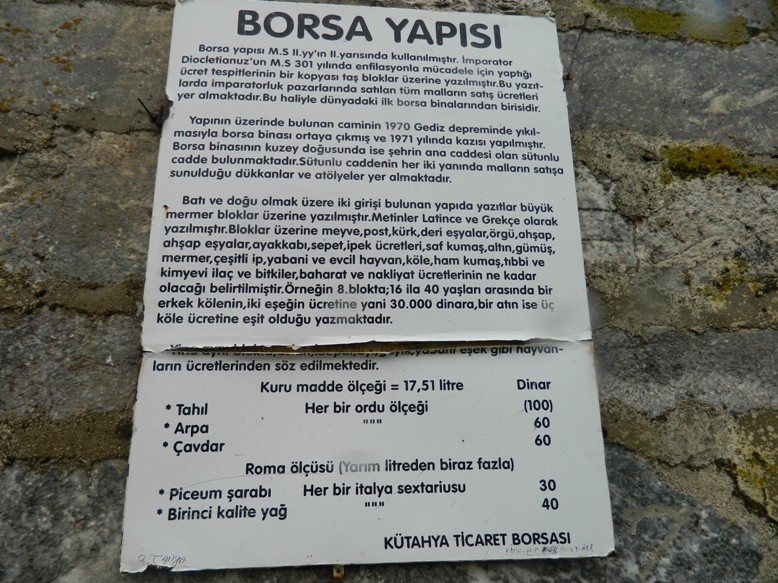 BORSA YAPISI
Borsa yapısı M.S II.yy'ın II.yarısında kullanılmıştır. İmparator
Diocletianuz'un M.S 301 yılında enfilasyonla mücadele için yaptığı
ücret tespitlerinin bir kopyası taş bloklar üzerine yazılmıştır.Bu yazıt-
larda imparatorluk pazarlarında satılan tüm malların satış ücretleri
yer almaktadır.Bu haliyle dünyadaki ilk borsa binalarından birisidir.
Yapının üzerinde bulunan caminin 1970 Gediz depreminde yıkıl-
masıyla borsa binası ortaya çıkmış ve 1971 yılında kazısı yapılmıştır.
Borsa binasının kuzey doğusunda ise şehrin ana caddesi olan sütunlu
cadde bulunmaktadır.Sütunlu caddenin her iki yanında malların satışa
sunulduğu dükkanlar ve atölyeler yer almaktadır.
Batı ve doğu olmak üzere iki girişi bulunan yapıda yazıtlar büyük
mermer bloklar üzerine yazılmıştır.Metinler Latince ve Grekçe olarak
yazılmıştır.Bloklar üzerine meyve,post,kürk,deri eşyalar,örgü,ahşap,
ahşap eşyalar,ayakkabı,sepet,ipek ücretleri,saf kumaş,altın,gümüş,
mermer,çeşitli ip,yabani ve evcil hayvan,köle,ham kumaş,tıbbi ve
kimyevi ilaç ve bitkiler,baharat ve nakliyat ücretlerinin ne kadar
olacağı belirtilmiştir.Örneğin 8.blokta;16 ila 40 yaşları arasında bir
erkek kölenin,iki eşeğin ücretine yani 30.000 dinara,bir atın ise üç
köle ücretine eşit olduğu yazmaktadır.
eşek gibi hayvan-
ların ücretlerinden söz edilmektedir.
Kuru madde ölçeği = 17,51 litre Dinar
* Tahıl Her bir ordu ölçeği (100)
* Arpa """ 60
* Çavdar 60
Roma ölçüsü (Yarım litreden biraz fazla)
* Piceum şarabı Her bir italya sextariusu 30
* Birinci kalite yağ """ 40
KÜTAHYA TİCARET BORSASI